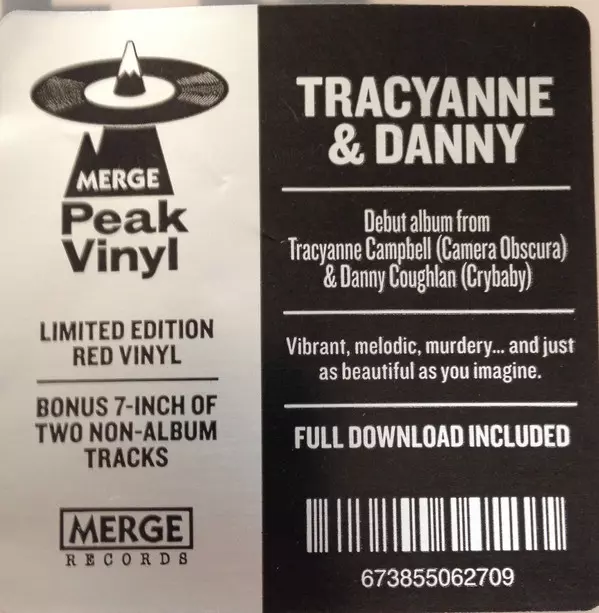 MERGE
Peak
Vinyl
LIMITED EDITION
RED VINYL
BONUS 7-INCH OF
TWO NON-ALBUM
TRACKS
MERGE
RECORDS
TRACYANNE
& DANNY
Debut album from
Tracyanne Campbell (Camera Obscura)
& Danny Coughlan (Crybaby)
Vibrant, melodic, murdery... and just
as beautiful as you imagine.
FULL DOWNLOAD INCLUDED
673855062709